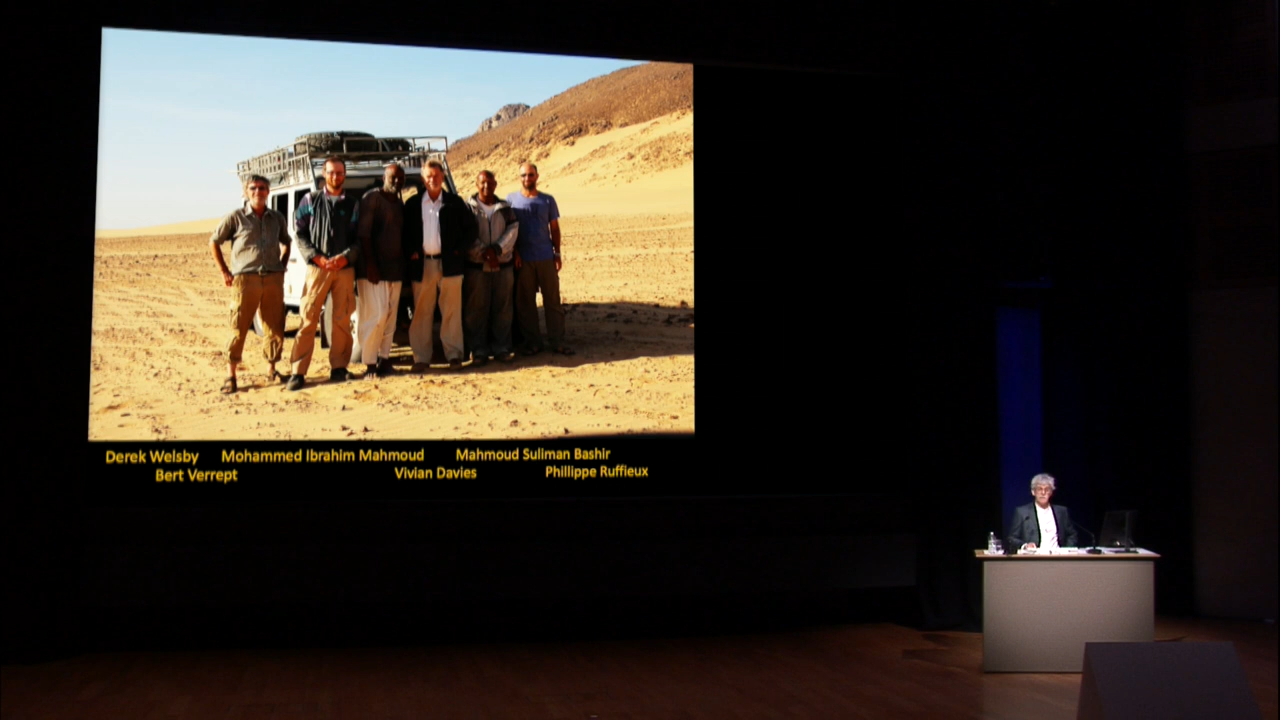 Derek Welsby Mohammed Ibrahim Mahmoud Mahmoud Suliman Bashir
Bert Verrept Vivian Davies Phillippe Ruffieux